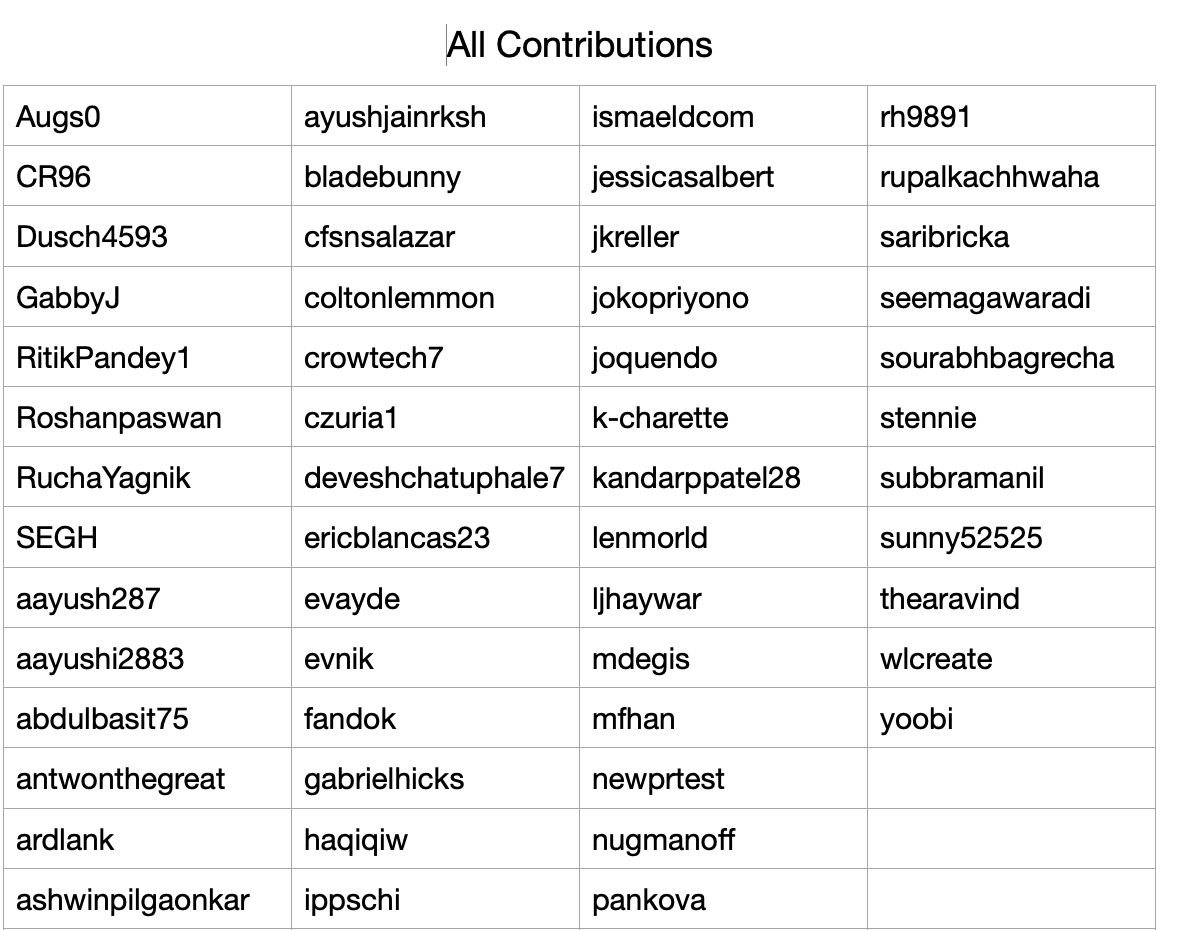 All Contributions
Augs0 ayushjainrksh ismaeldcom rh9891
CR96 bladebunny jessicasalbert rupalkachhwaha
Dusch4593 cfsnsalazar jkreller saribricka
GabbyJ coltonlemmon jokopriyono seemagawaradi
RitikPandey1 crowtech7 joquendo sourabhbagrecha
Roshanpaswan czuria1 k-charette stennie
RuchaYagnik deveshchatuphale7 kandarppatel28 subbramanil
SEGH ericblancas23 lenmorld sunny52525
aayush287 evayde ljhaywar thearavind
aayushi2883 evnik mdegis wlcreate
abdulbasit75 fandok mfhan yoobi
antwonthegreat gabrielhicks newprtest
ardlank haqiqiw nugmanoff
ashwinpilgaonkar ippschi pankova